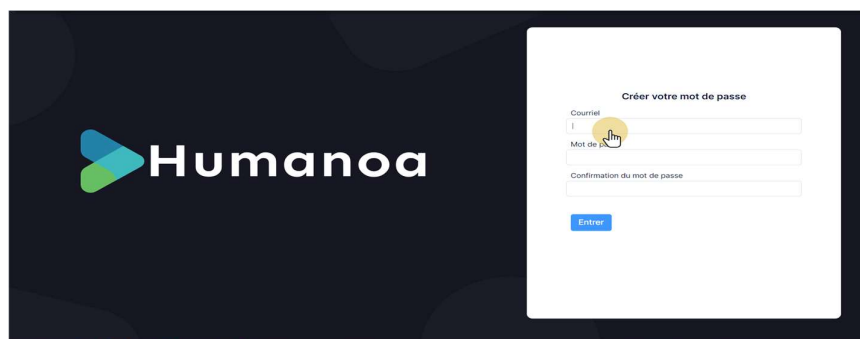 Humanoa
Créer votre mot de passe
Courriel
Mot de
Confirmation du mot de passe
Entrer